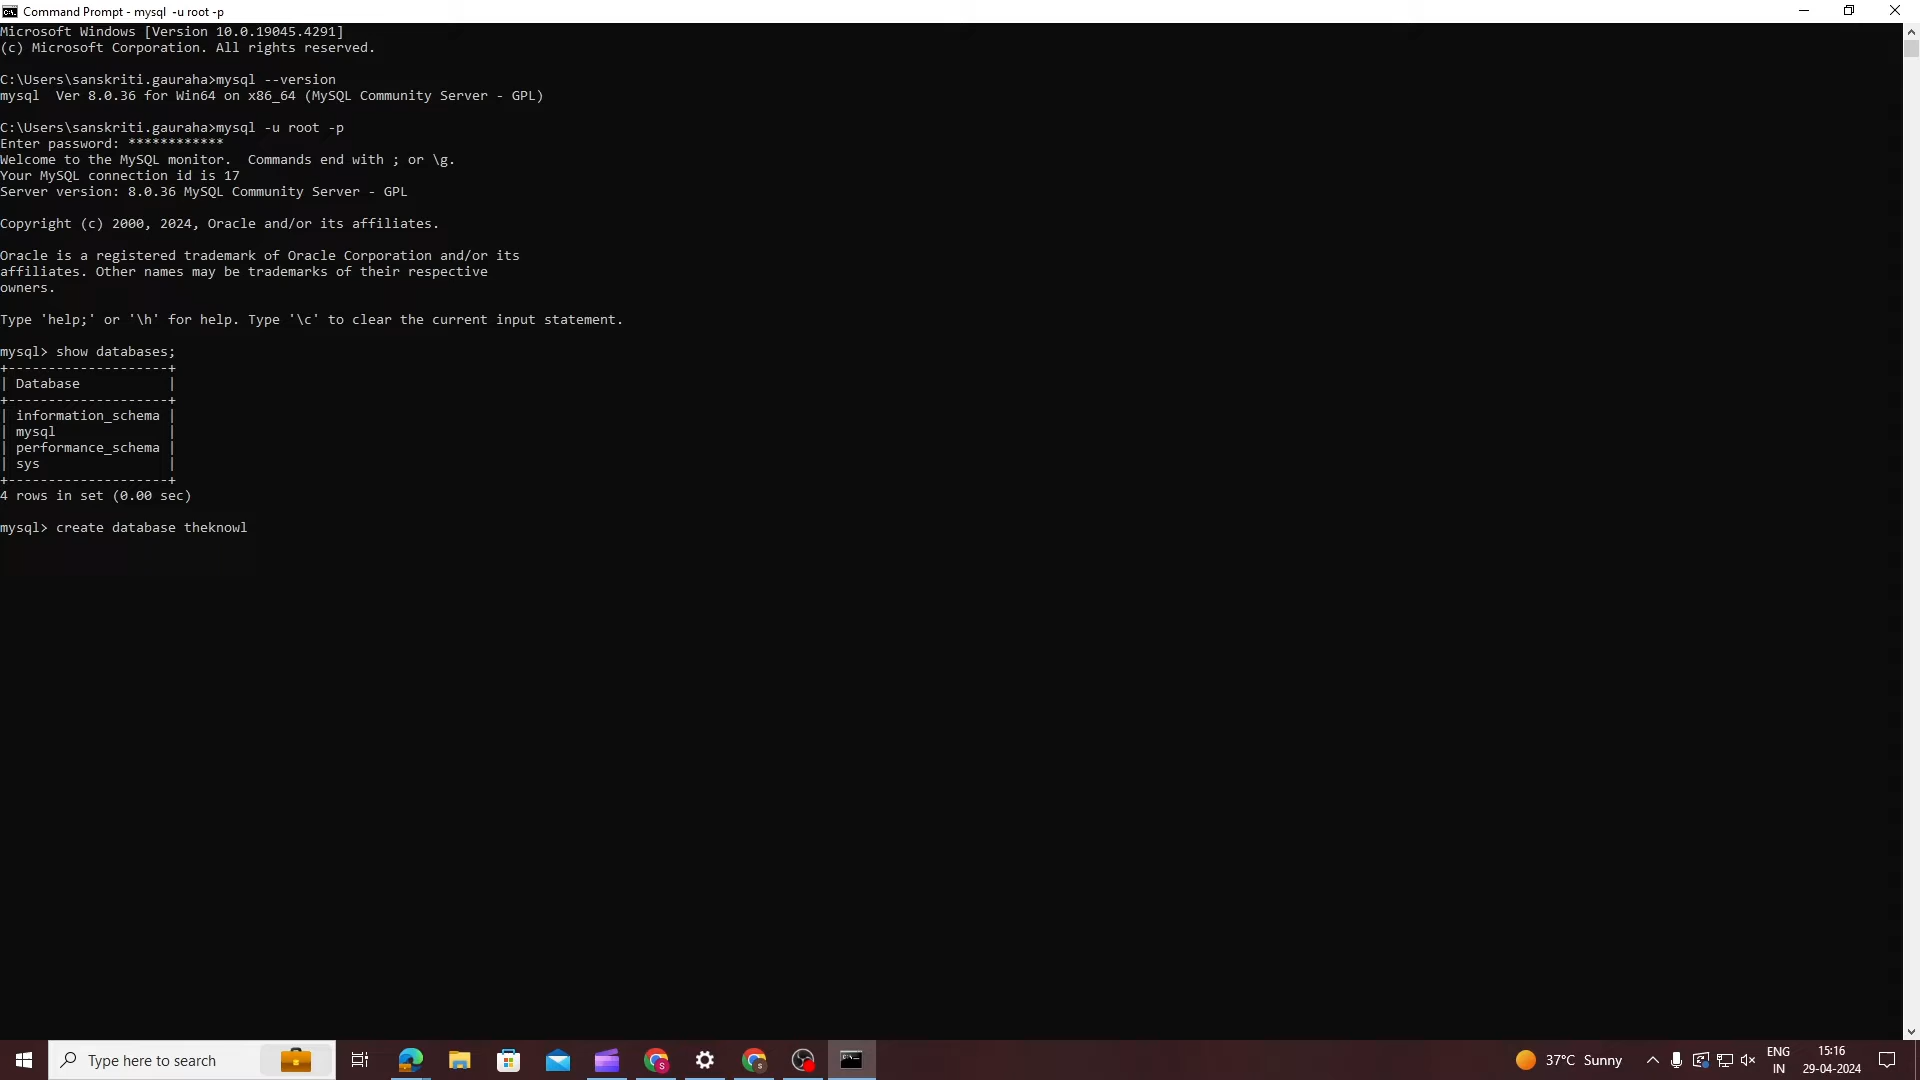 Command Prompt - mysql  -u root -p
Microsoft Windows [Version 10.0.19045.4291]
(c) Microsoft Corporation. All rights reserved.
C:\Users\sanskriti.gauraha>mysql --version
mysql  Ver 8.0.36 for Win64 on x86_64 (MySQL Community Server - GPL)
C:\Users\sanskriti.gauraha>mysql -u root -p
Enter password: ************
Welcome to the MySQL monitor.  Commands end with ; or \g.
Your MySQL connection id is 17
Server version: 8.0.36 MySQL Community Server - GPL
Copyright (c) 2000, 2024, Oracle and/or its affiliates.
Oracle is a registered trademark of Oracle Corporation and/or its
affiliates. Other names may be trademarks of their respective
owners.
Type 'help;' or '\h' for help. Type '\c' to clear the current input statement.
mysql> show databases;
+--------------------+
| Database           |
+--------------------+
| information_schema |
| mysql              |
| performance_schema |
| sys                |
+--------------------+
4 rows in set (0.00 sec)
mysql> create database theknowl
Type here to search
37°C Sunny
ENG
IN
15:16
29-04-2024